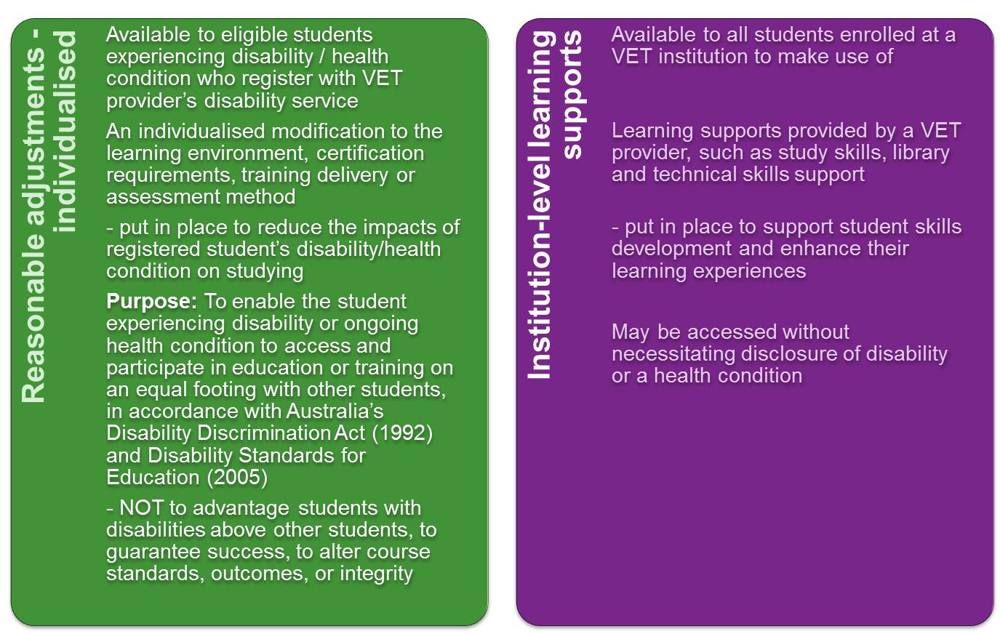 Reasonable adjustments -
individualised
Available to eligible students
experiencing disability / health
condition who register with VET
provider’s disability service
An individualised modification to the
learning environment, certification
requirements, training delivery or
assessment method
- put in place to reduce the impacts of
registered student’s disability/health
condition on studying
Purpose: To enable the student
experiencing disability or ongoing
health condition to access and
participate in education or training on
an equal footing with other students,
in accordance with Australia’s
Disability Discrimination Act (1992)
and Disability Standards for
Education (2005)
- NOT to advantage students with
disabilities above other students, to
guarantee success, to alter course
standards, outcomes, or integrity
Institution-level learning
supports
Available to all students enrolled at a
VET institution to make use of
Learning supports provided by a VET
provider, such as study skills, library
and technical skills support
- put in place to support student skills
development and enhance their
learning experiences
May be accessed without
necessitating disclosure of disability
or a health condition